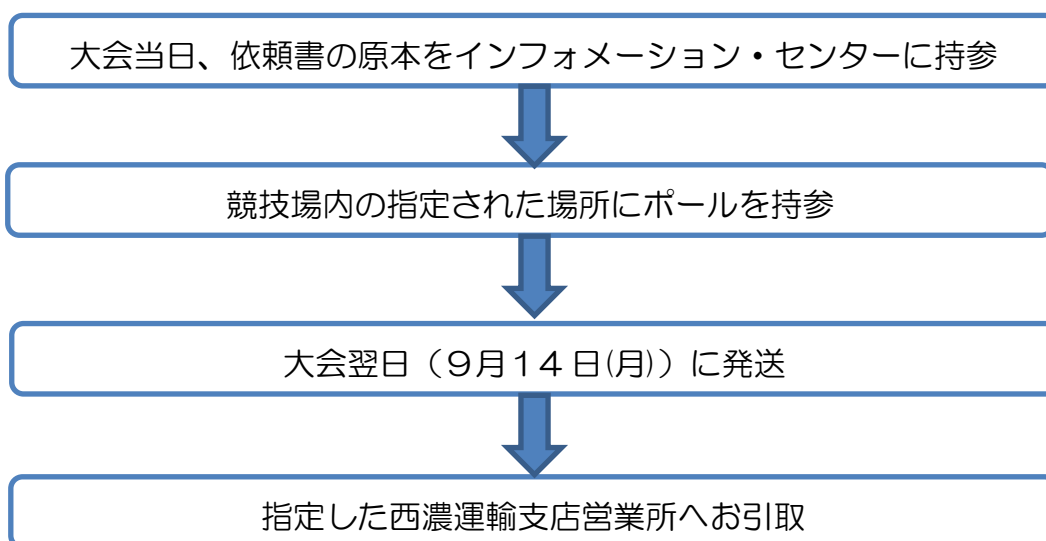 大会当日、依頼書の原本をインフォメーション・センターに持参
競技場内の指定された場所にポールを持参
大会翌日（９月１４日(月)）に発送
指定した西濃運輸支店営業所へお引取